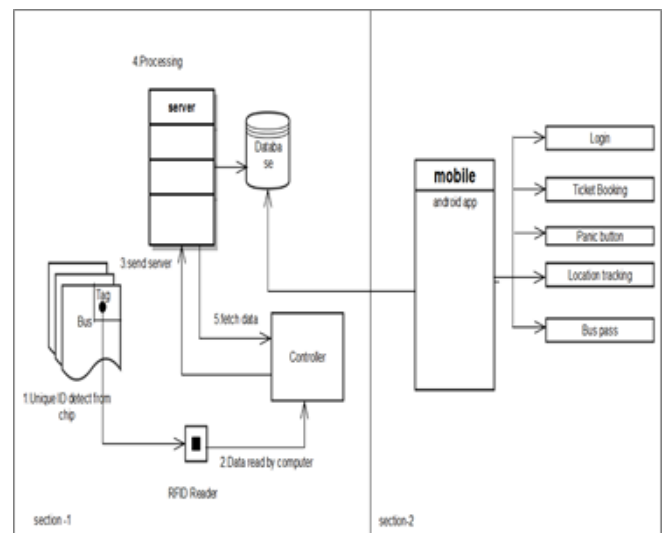 4.Processing
server
Databa
se
3.send server
Tag
Bus
5.fetch data
Controller
1.Unique ID detect from
chip
2.Data read by computer
RFID Reader
section -1
mobile
android app
Login
Ticket Booking
Panic button
Location tracking
Bus pass
section-2